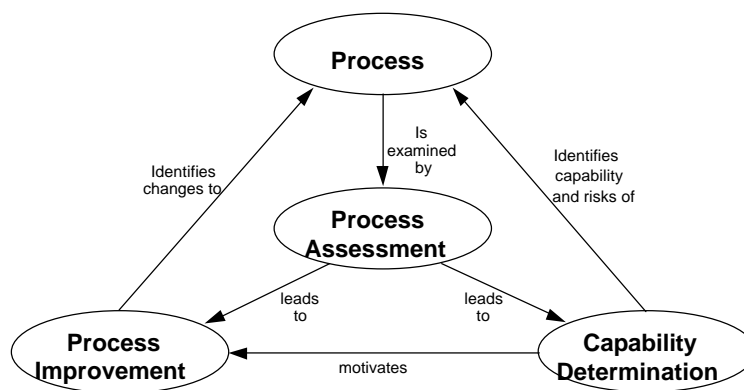 Process
Is
examined
by
Identifies
changes to
Identifies
capability
and risks of
Process
Assessment
leads
to
leads
to
Process
Improvement
motivates
Capability
Determination